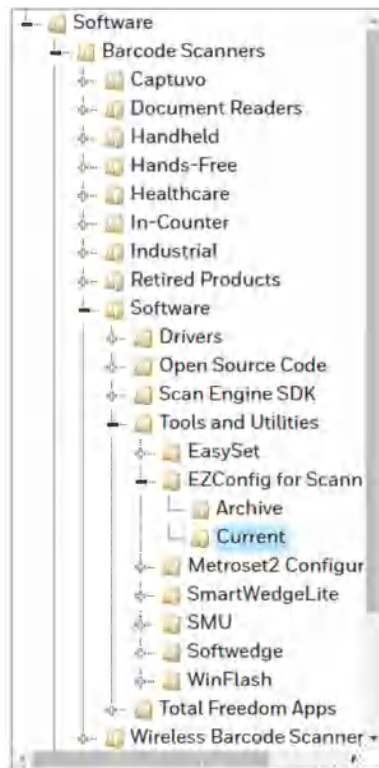 Software
Barcode Scanners
Captuvo
Document Readers
Handheld
Hands-Free
Healthcare
In-Counter
Industrial
Retired Products
Software
Drivers
Open Source Code
Scan Engine SDK
Tools and Utilities
EasySet
EZConfig for Scann
Archive
Current
Metroset2 Configur
SmartWedgeLite
SMU
Softwedge
WinFlash
Total Freedom Apps
Wireless Barcode Scanner